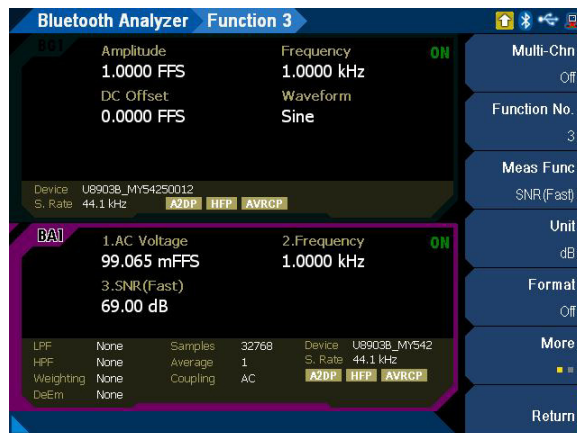 Bluetooth Analyzer Function 3
BG1
Amplitude Frequency ON
1.0000 FFS 1.0000 kHz
DC Offset Waveform
0.0000 FFS Sine
Device U8903B_MY54250012
S. Rate 44.1 kHz A2DP HFP AVRCP
BA1
1.AC Voltage 2.Frequency ON
99.065 mFFS 1.0000 kHz
3.SNR(Fast)
69.00 dB
LPF None Samples 32768 Device U8903B_MY542
HPF None Average 1 S. Rate 44.1 kHz
Weighting None Coupling AC A2DP HFP AVRCP
DeEm None
Multi-Chn
Off
Function No.
3
Meas Func
SNR(Fast)
Unit
dB
Format
Off
More
Return